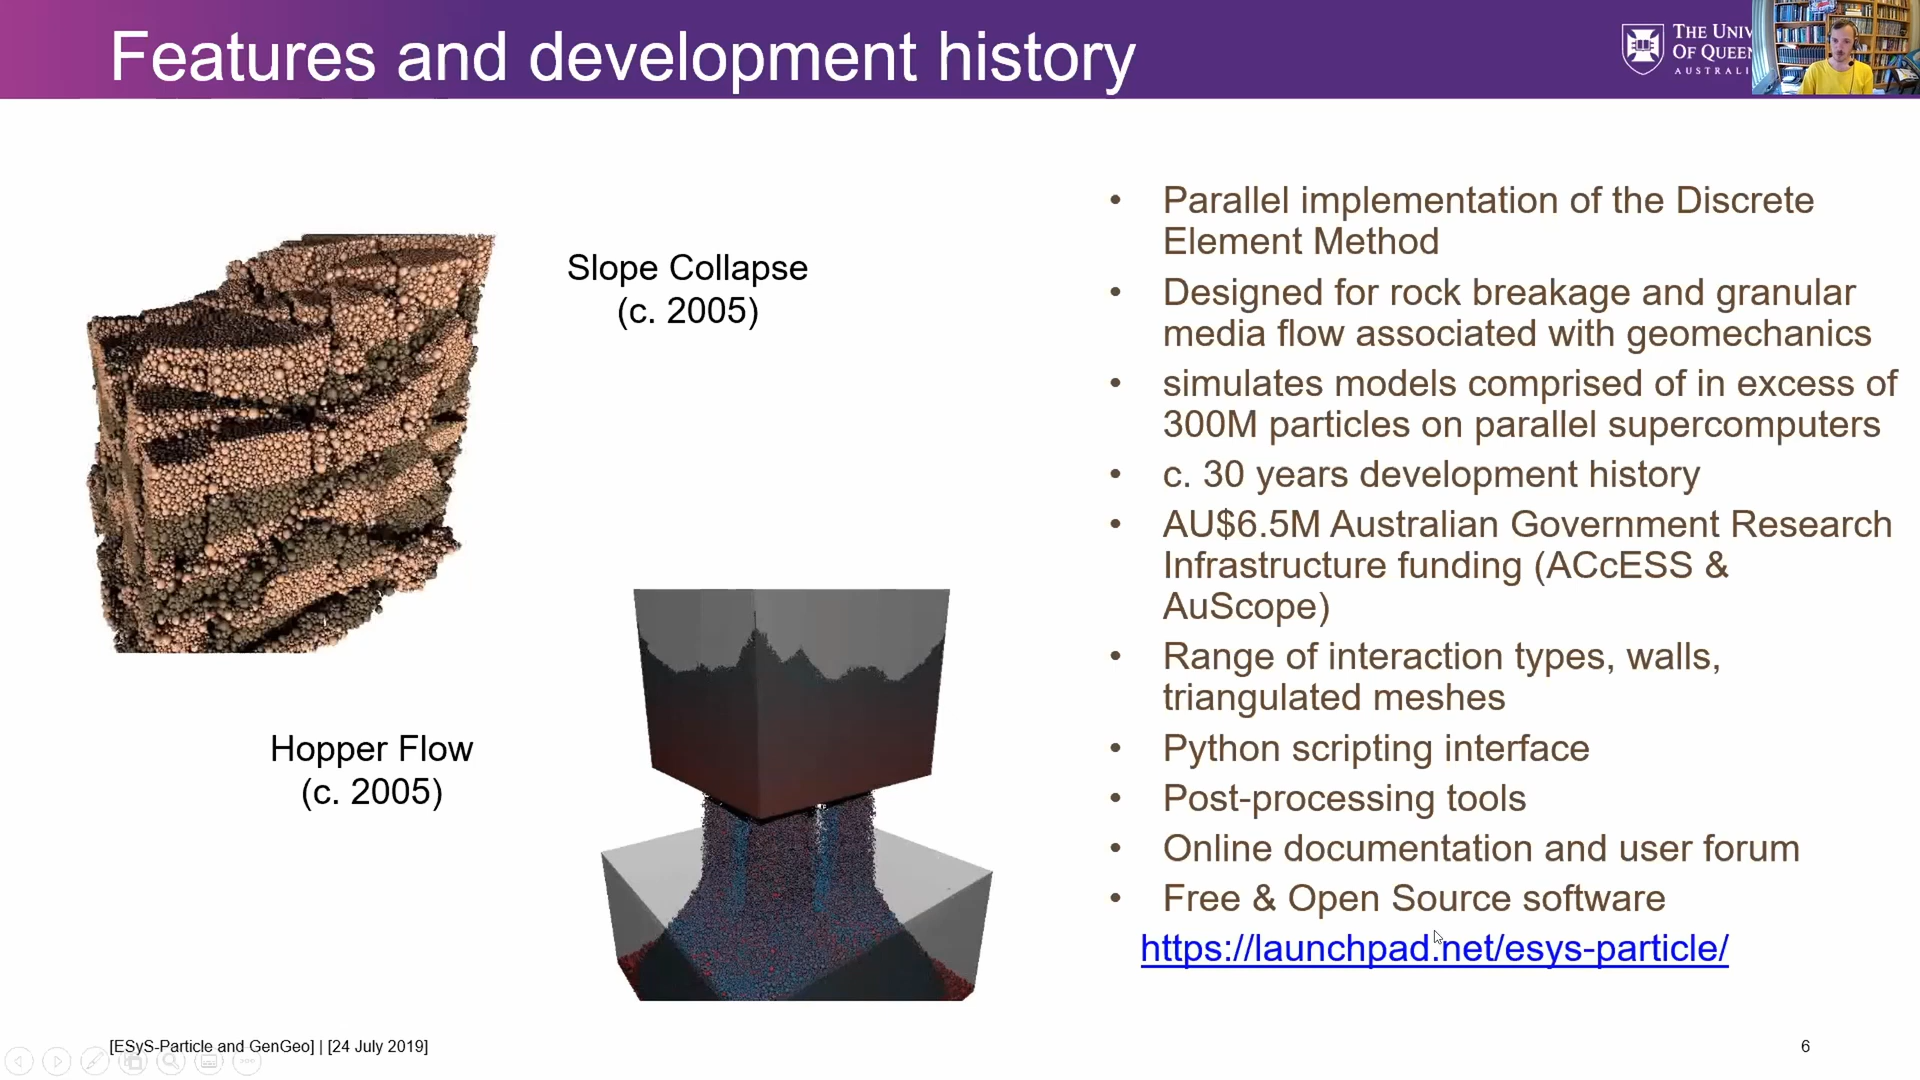 Features and development history
THE UNIV
OF QUEEN
AUSTRALI
Slope Collapse
(c. 2005)
Hopper Flow
(c. 2005)
• Parallel implementation of the Discrete
Element Method
• Designed for rock breakage and granular
media flow associated with geomechanics
• simulates models comprised of in excess of
300M particles on parallel supercomputers
• c. 30 years development history
• AU$6.5M Australian Government Research
Infrastructure funding (ACcESS &
AuScope)
• Range of interaction types, walls,
triangulated meshes
• Python scripting interface
• Post-processing tools
• Online documentation and user forum
• Free & Open Source software
https://launchpad.net/esys-particle/
[ESyS-Particle and GenGeo] | [24 July 2019]
6